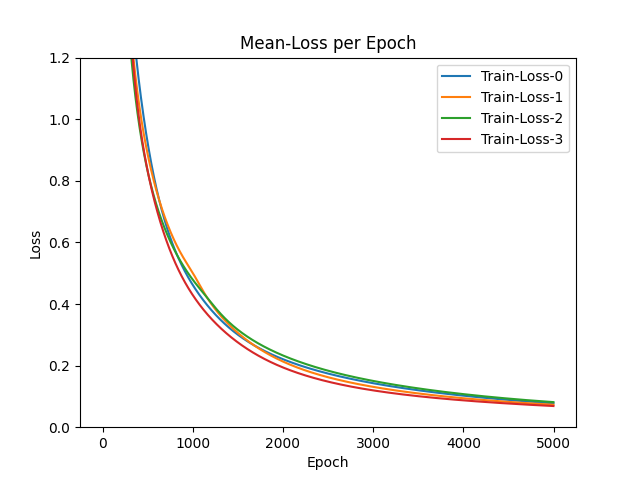 Mean-Loss per Epoch
Train-Loss-0
Train-Loss-1
Train-Loss-2
Train-Loss-3
Loss
1.2
1.0
0.8
0.6
0.4
0.2
0.0
0 1000 2000 3000 4000 5000
Epoch